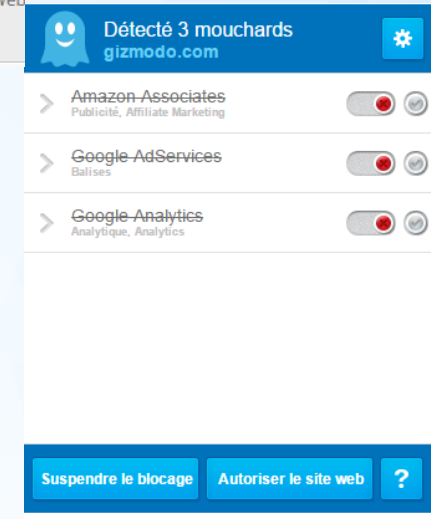 Détecté 3 mouchards
gizmodo.com
Amazon Associates
Publicité, Affiliate Marketing
Google AdServices
Balises
Google Analytics
Analytique, Analytics
Suspendre le blocage
Autoriser le site web
?